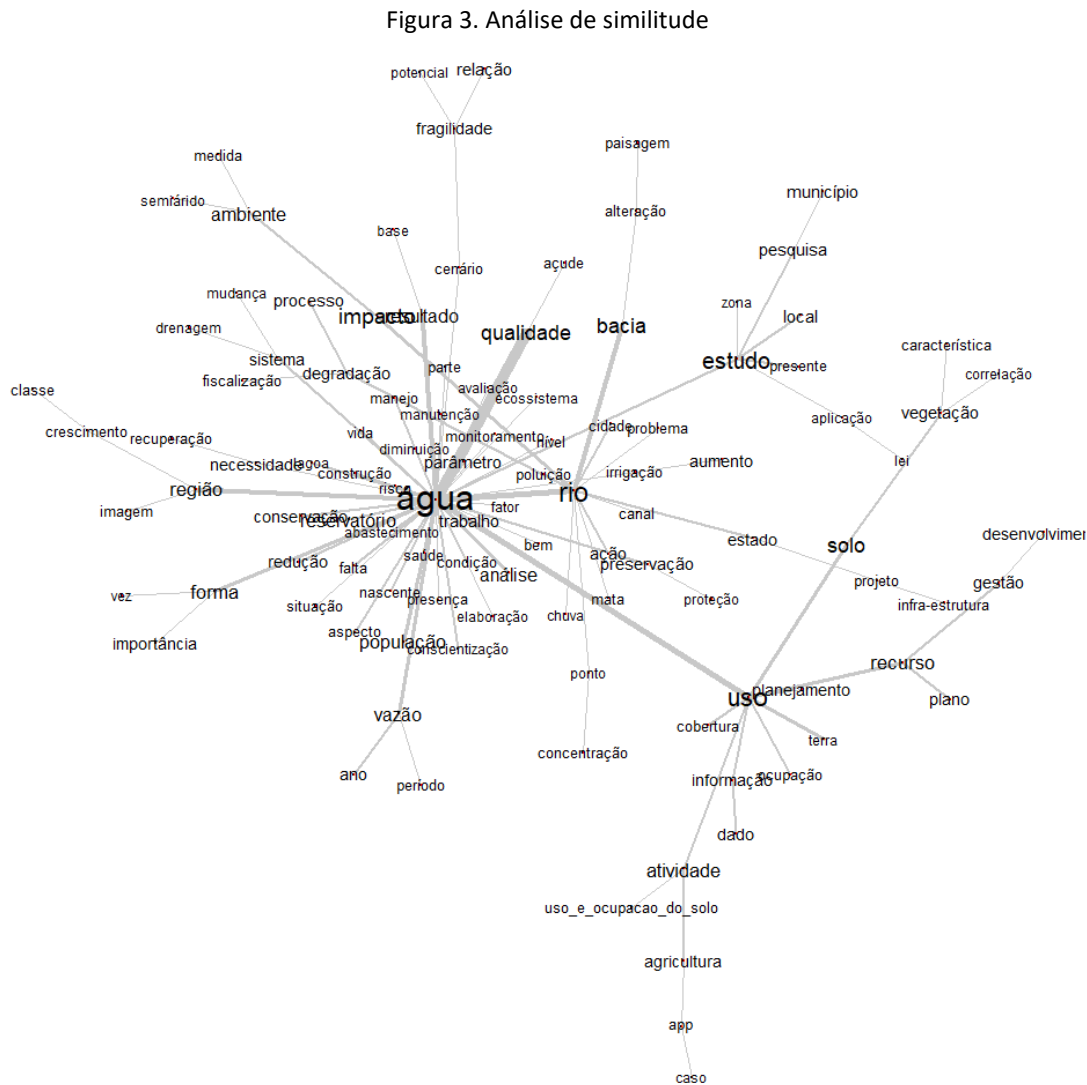 Figura 3. Análise de similitude
potencial
relação
fragilidade
paisagem
medida
município
semiárido
ambiente
alteração
base
pesquisa
cenário
açude
mudança
processo
zona
impacto
resultado
qualidade
bacia
local
drenagem
característica
sistema
estudo
presente
degradação
parte
correlação
fiscalização
avaliação
classe
manejo
ecossistema
manutenção
aplicação
vegetação
crescimento
recuperação
vida
monitoramento
nível
cidade
problema
diminuição
necessidade
lagoa
parâmetro
aumento
lei
construção
poluição
irrigação
região
risco
água
rio
imagem
fator
conservação
reservatório
trabalho
canal
abastecimento
desenvolvimer
estado
solo
bem
redução
falta
saúde
condição
ação
preservação
análise
projeto
gestão
vez
forma
nascente
presença
mata
proteção
infra-estrutura
situação
elaboração
chuva
aspecto
importância
população
conscientização
recurso
ponto
uso
planejamento
plano
vazão
cobertura
terra
concentração
ano
período
informação
ocupação
dado
atividade
uso_e_ocupacao_do_solo
agricultura
app
caso